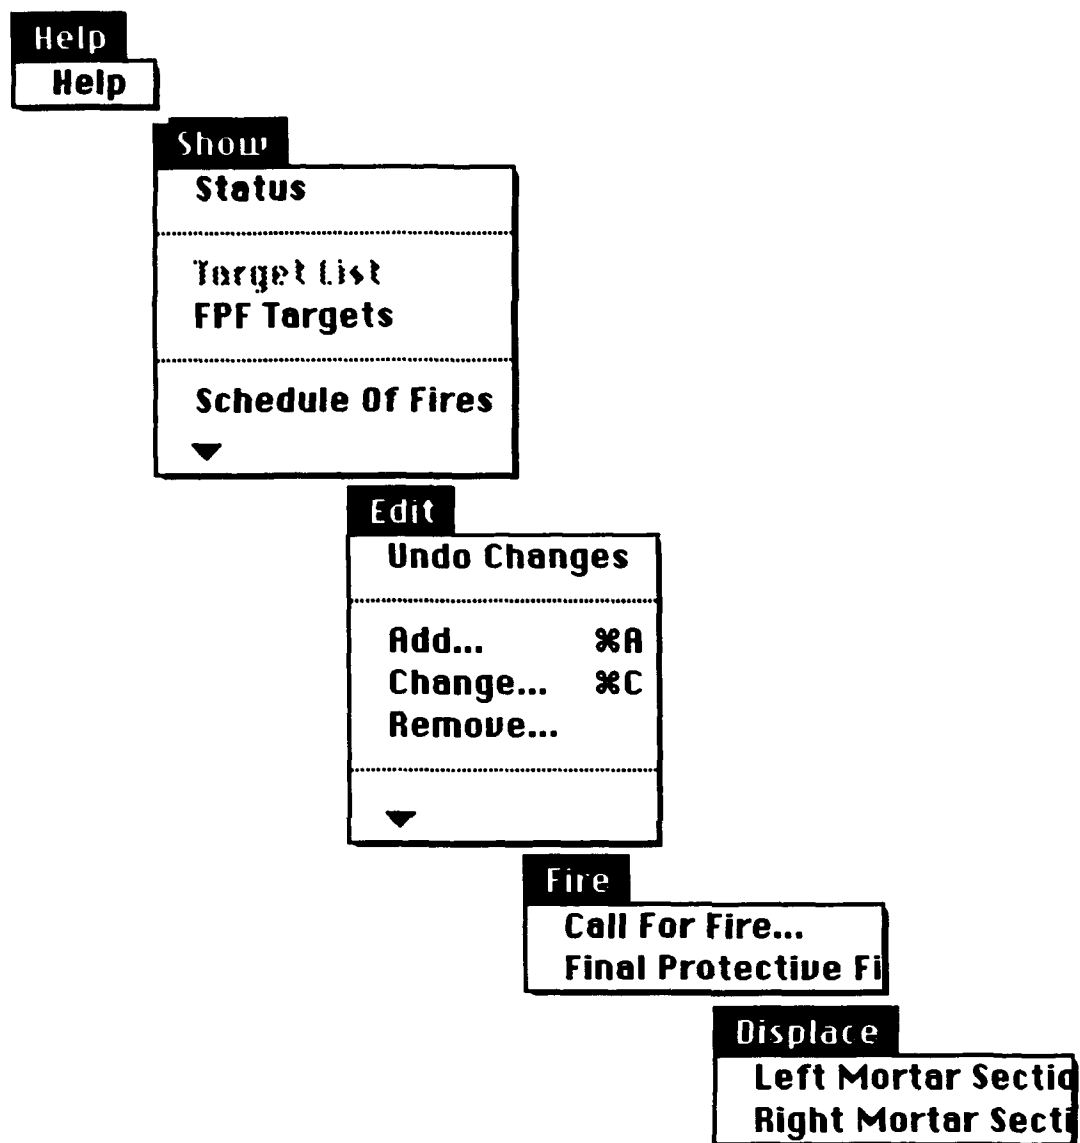 Help
Help
Show
Status
Target List
FPF Targets
Schedule Of Fires
Edit
Undo Changes
Add... ⌘A
Change... ⌘C
Remove...
Fire
Call For Fire...
Final Protective Fi
Displace
Left Mortar Sectio
Right Mortar Secti